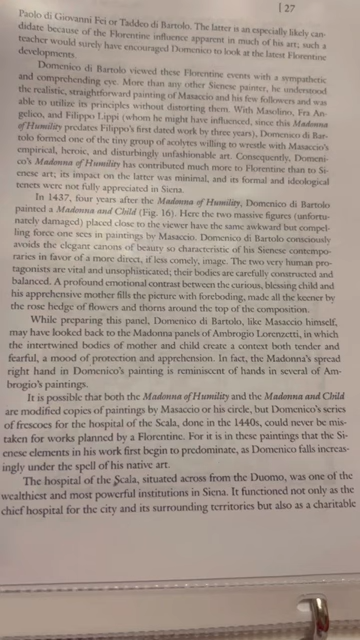 [27
Paolo di Giovanni Fei or Taddeo di Bartolo. The latter is an especially likely can-
didate because of the Florentine influence apparent in much of his art; such a
teacher would surely have encouraged Domenico to look at the latest Florentine
developments.
Domenico di Bartolo viewed these Florentine events with a sympathetic
and comprehending eye. More than any other Sienese painter, he understood
the realistic, straightforward painting of Masaccio and his few followers and was
able to utilize its principles without distorting them. With Masolino, Fra An-
gelico, and Filippo Lippi (whom he might have influenced, since this Madonna
of Humility predates Filippo's first dated work by three years), Domenico di Bar-
tolo formed one of the tiny group of acolytes willing to wrestle with Masaccio's
empirical, heroic, and disturbingly unfashionable art. Consequently, Domeni-
co's Madonna of Humility has contributed much more to Florentine than to Si-
enese art; its impact on the latter was minimal, and its formal and ideological
tenets were not fully appreciated in Siena.
In 1437, four years after the Madonna of Humility, Domenico di Bartolo
painted a Madonna and Child (Fig. 16). Here the two massive figures (unfortu-
nately damaged) placed close to the viewer have the same awkward but compel-
ling force one sees in paintings by Masaccio. Domenico di Bartolo consciously
avoids the elegant canons of beauty so characteristic of his Sienese contempo-
raries in favor of a more direct, if less comely, image. The two very human pro-
tagonists are vital and unsophisticated; their bodies are carefully constructed and
balanced. A profound emotional contrast between the curious, blessing child and
his apprehensive mother fills the picture with foreboding, made all the keener by
the rose hedge of flowers and thorns around the top of the composition.
While preparing this panel, Domenico di Bartolo, like Masaccio himself,
may have looked back to the Madonna panels of Ambrogio Lorenzetti, in which
the intertwined bodies of mother and child create a context both tender and
fearful, a mood of protection and apprehension. In fact, the Madonna's spread
right hand in Domenico's painting is reminiscent of hands in several of Am-
brogio's paintings.
It is possible that both the Madonna of Humility and the Madonna and Child
are modified copies of paintings by Masaccio or his circle, but Domenico's series
of frescoes for the hospital of the Scala, done in the 1440s, could never be mis-
taken for works planned by a Florentine. For it is in these paintings that the Si-
enese elements in his work first begin to predominate, as Domenico falls increas-
ingly under the spell of his native art.
The hospital of the Scala, situated across from the Duomo, was one of the
wealthiest and most powerful institutions in Siena. It functioned not only as the
chief hospital for the city and its surrounding territories but also as a charitable